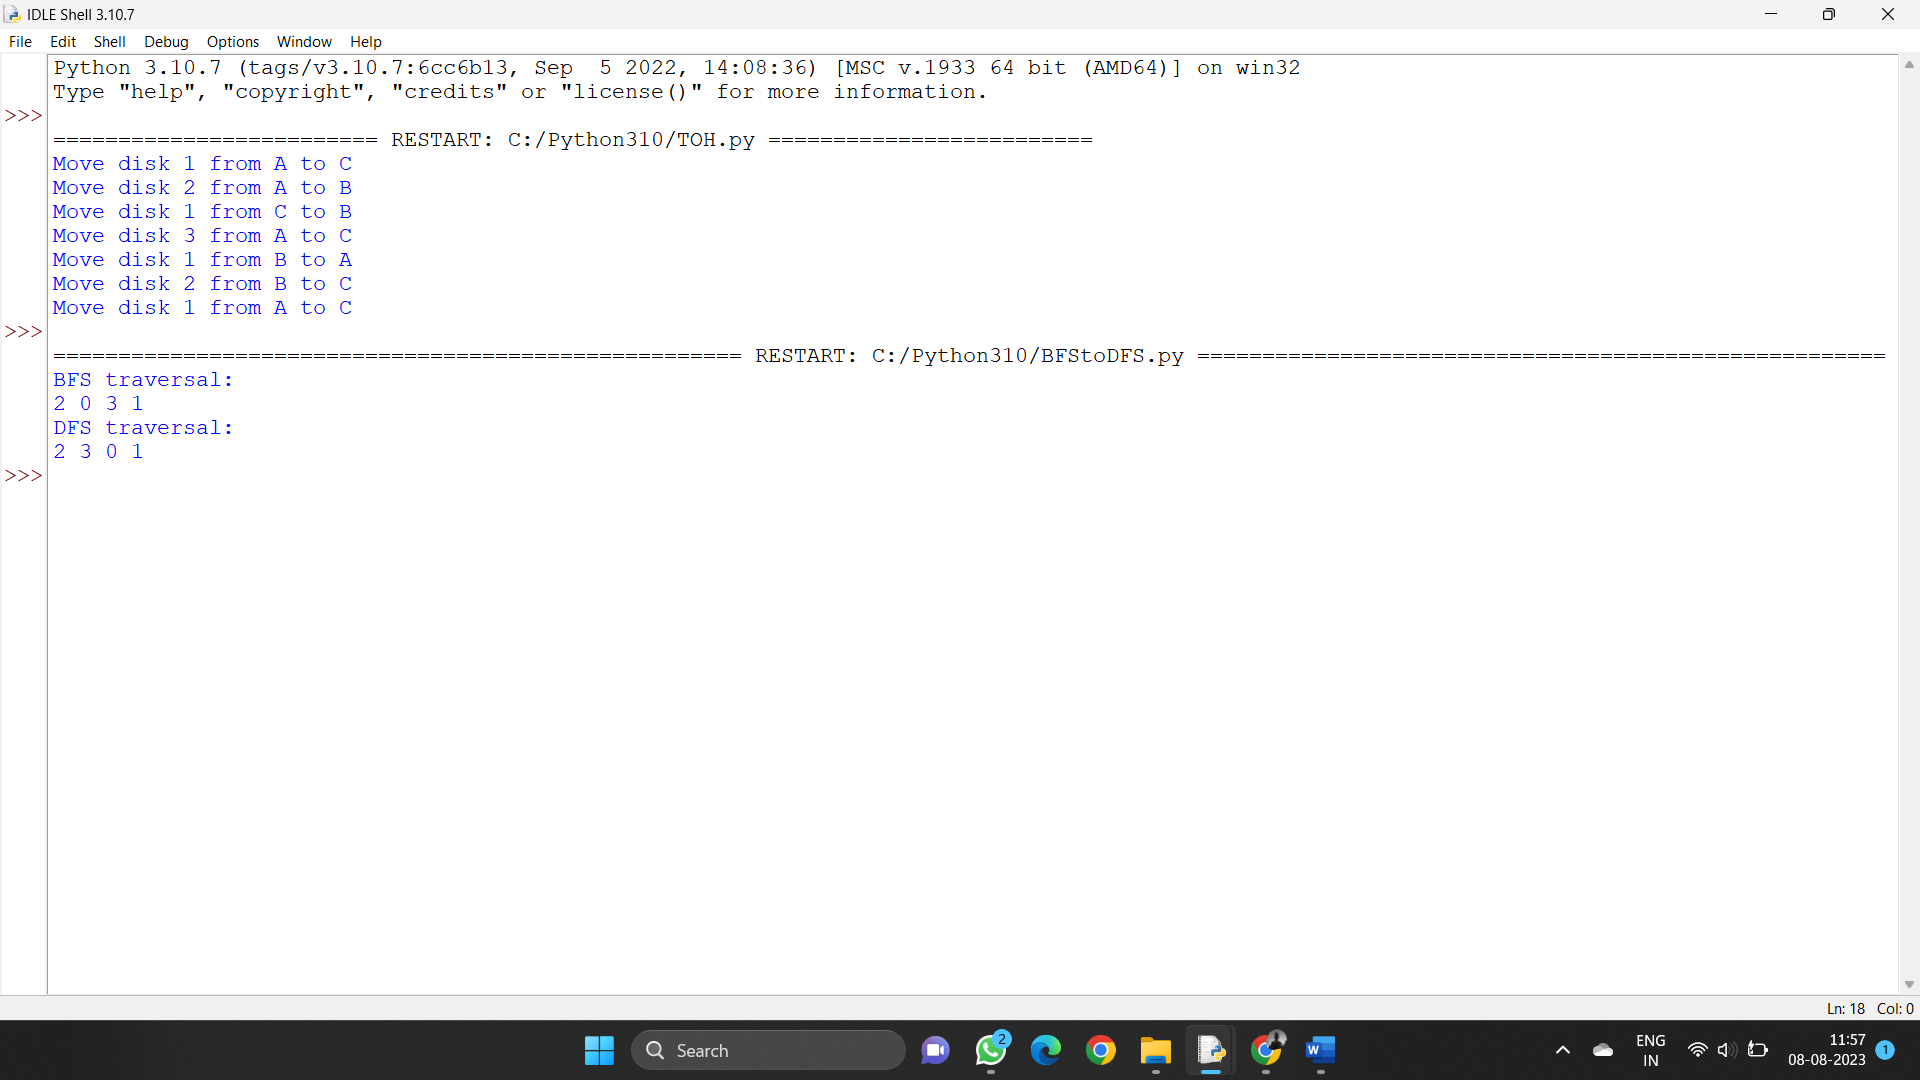 IDLE Shell 3.10.7
File Edit Shell Debug Options Window Help
Python 3.10.7 (tags/v3.10.7:6cc6b13, Sep  5 2022, 14:08:36) [MSC v.1933 64 bit (AMD64)] on win32
Type "help", "copyright", "credits" or "license()" for more information.
>>>
========================= RESTART: C:/Python310/TOH.py =========================
Move disk 1 from A to C
Move disk 2 from A to B
Move disk 1 from C to B
Move disk 3 from A to C
Move disk 1 from B to A
Move disk 2 from B to C
Move disk 1 from A to C
>>>
===================================================== RESTART: C:/Python310/BFStoDFS.py =====================================================
BFS traversal:
2 0 3 1
DFS traversal:
2 3 0 1
>>>
Ln: 18 Col: 0
Search
2
W
ENG
IN
11:57
08-08-2023
1